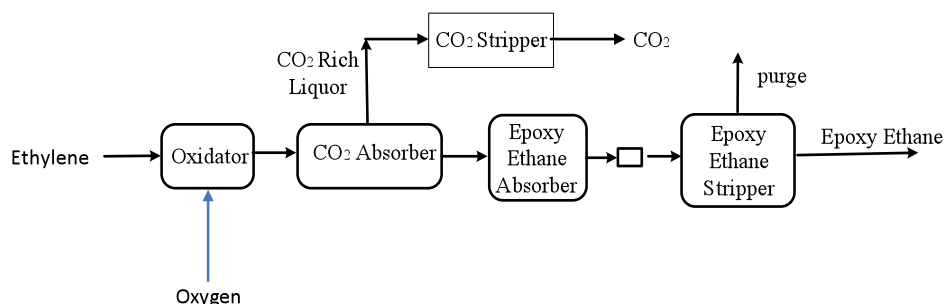 CO2 Stripper
CO2
CO2 Rich
Liquor
purge
Ethylene
Oxidator
CO2 Absorber
Epoxy
Ethane
Absorber
Epoxy
Ethane
Stripper
Epoxy Ethane
Oxygen